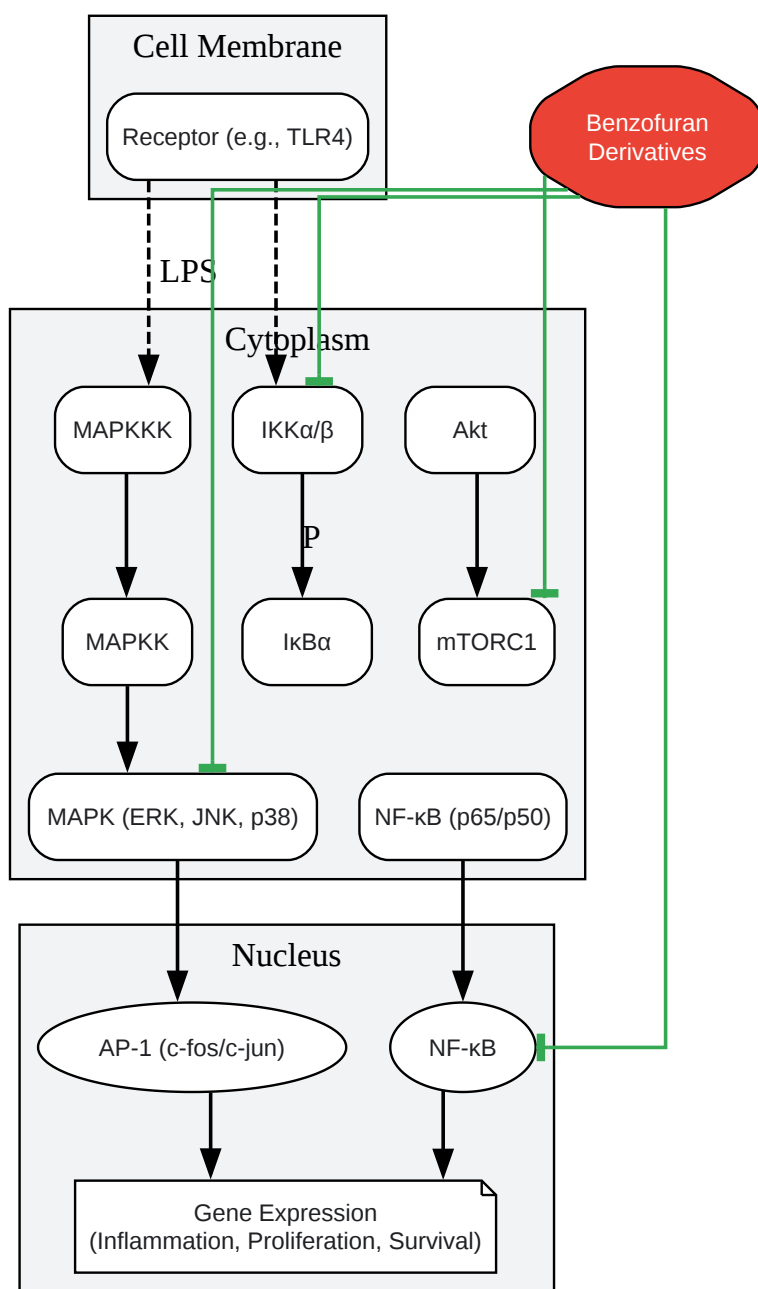 Cell Membrane
Receptor (e.g., TLR4)
Benzofuran
Derivatives
LPS
Cytoplasm
MAPKKK
IKKα/β
Akt
P
MAPKK
IκBα
mTORC1
MAPK (ERK, JNK, p38)
NF-κB (p65/p50)
Nucleus
AP-1 (c-fos/c-jun)
NF-κB
Gene Expression
(Inflammation, Proliferation, Survival)